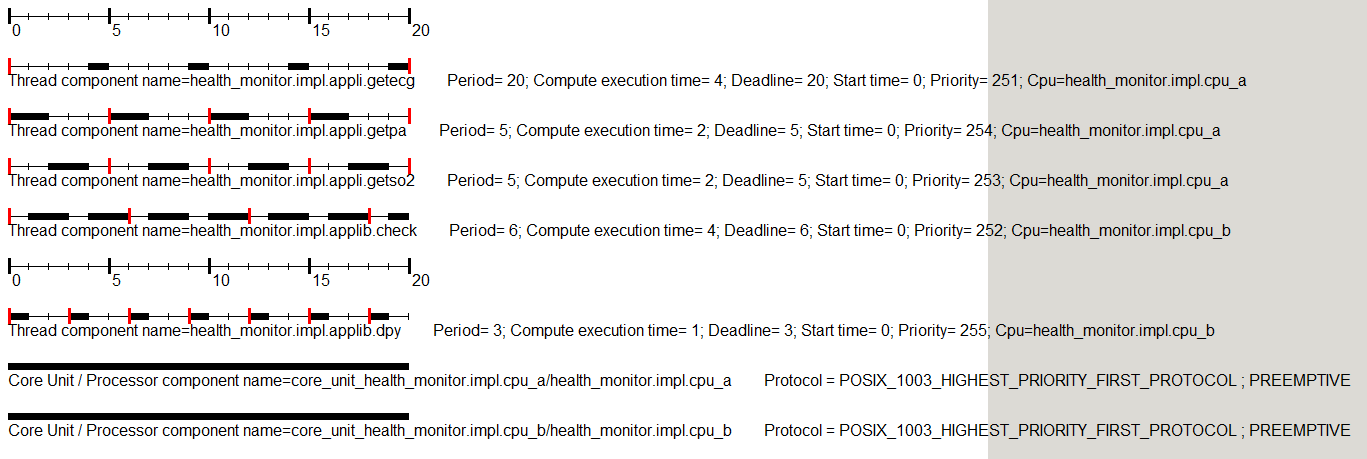 0 5 10 15 20
Thread component name=health_monitor.impl.appli.getecg Period= 20; Compute execution time= 4; Deadline= 20; Start time= 0; Priority= 251; Cpu=health_monitor.impl.cpu_a
Thread component name=health_monitor.impl.appli.getpa Period= 5; Compute execution time= 2; Deadline= 5; Start time= 0; Priority= 254; Cpu=health_monitor.impl.cpu_a
Thread component name=health_monitor.impl.appli.getso2 Period= 5; Compute execution time= 2; Deadline= 5; Start time= 0; Priority= 253; Cpu=health_monitor.impl.cpu_a
Thread component name=health_monitor.impl.applib.check Period= 6; Compute execution time= 4; Deadline= 6; Start time= 0; Priority= 252; Cpu=health_monitor.impl.cpu_b
0 5 10 15 20
Thread component name=health_monitor.impl.applib.dpy Period= 3; Compute execution time= 1; Deadline= 3; Start time= 0; Priority= 255; Cpu=health_monitor.impl.cpu_b
Core Unit / Processor component name=core_unit_health_monitor.impl.cpu_a/health_monitor.impl.cpu_a Protocol = POSIX_1003_HIGHEST_PRIORITY_FIRST_PROTOCOL ; PREEMPTIVE
Core Unit / Processor component name=core_unit_health_monitor.impl.cpu_b/health_monitor.impl.cpu_b Protocol = POSIX_1003_HIGHEST_PRIORITY_FIRST_PROTOCOL ; PREEMPTIVE